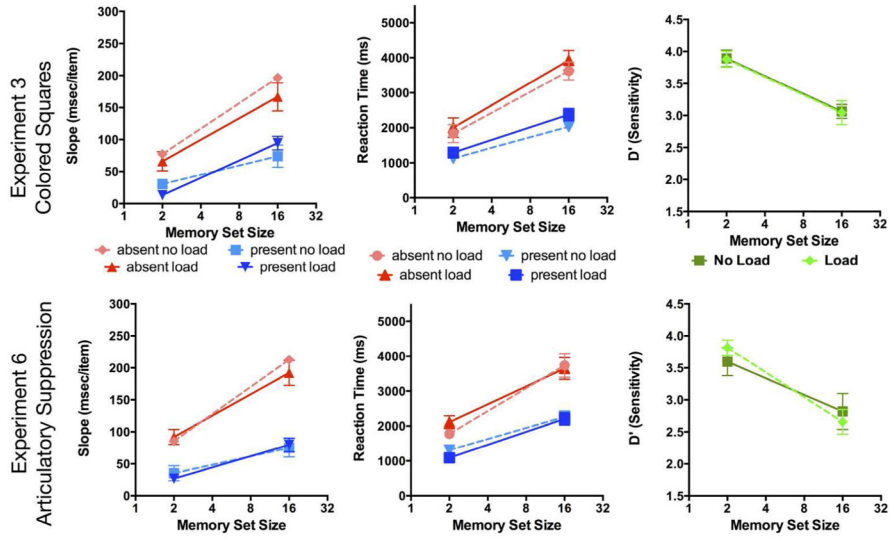 Experiment 3
Colored Squares
Slope (msec/item)
300
250
200
150
100
50
0
1 2 4 8 16 32
Memory Set Size
absent no load present no load
absent load present load
Reaction Time (ms)
5000
4000
3000
2000
1000
0
1 2 4 8 16 32
Memory Set Size
absent no load present no load
absent load present load
D' (Sensitivity)
4.5
4.0
3.5
3.0
2.5
2.0
1.5
1 2 4 8 16 32
Memory Set Size
No Load Load
Experiment 6
Articulatory Suppression
Slope (msec/item)
300
250
200
150
100
50
0
1 2 4 8 16 32
Memory Set Size
Reaction Time (ms)
5000
4000
3000
2000
1000
0
1 2 4 8 16 32
Memory Set Size
D' (Sensitivity)
4.5
4.0
3.5
3.0
2.5
2.0
1.5
1 2 4 8 16 32
Memory Set Size